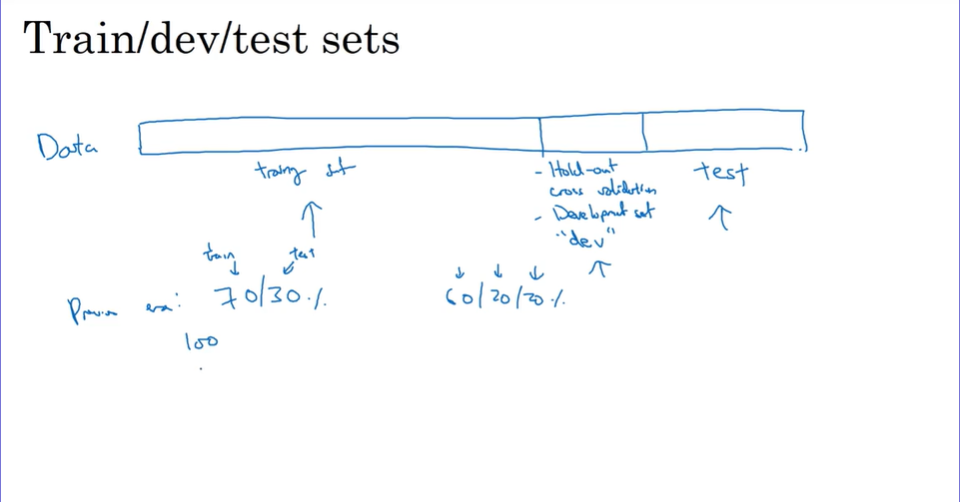 Train/dev/test sets
Data
training set
- Hold-out
cross validation
- Development set
"dev"
test
train
test
Previous era:
70/30%
60/20/20%
100